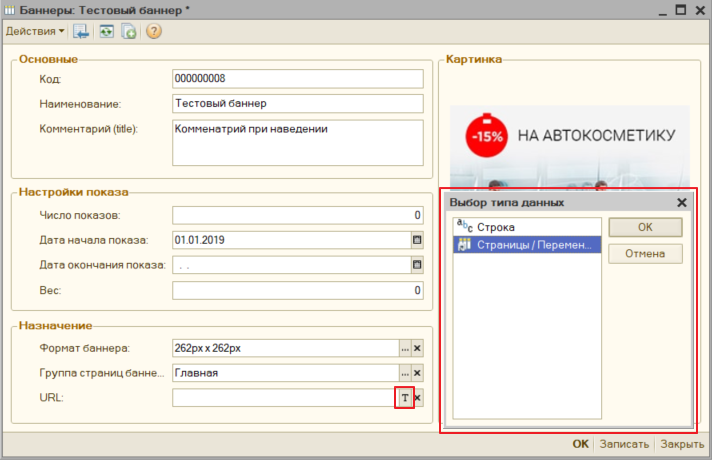 Баннеры: Тестовый баннер *
Действия
Основные
Код: 000000008
Наименование: Тестовый баннер
Комментарий (title): Комменатрий при наведении
Настройки показа
Число показов: 0
Дата начала показа: 01.01.2019
Дата окончания показа: . .
Вес: 0
Назначение
Формат баннера: 262px x 262px ...
Группа страниц банне... Главная ...
URL: T
Картинка
-15% НА АВТОКОСМЕТИКУ
Выбор типа данных
Строка
Страницы / Перемен...
OK
Отмена
OK Записать Закрыть